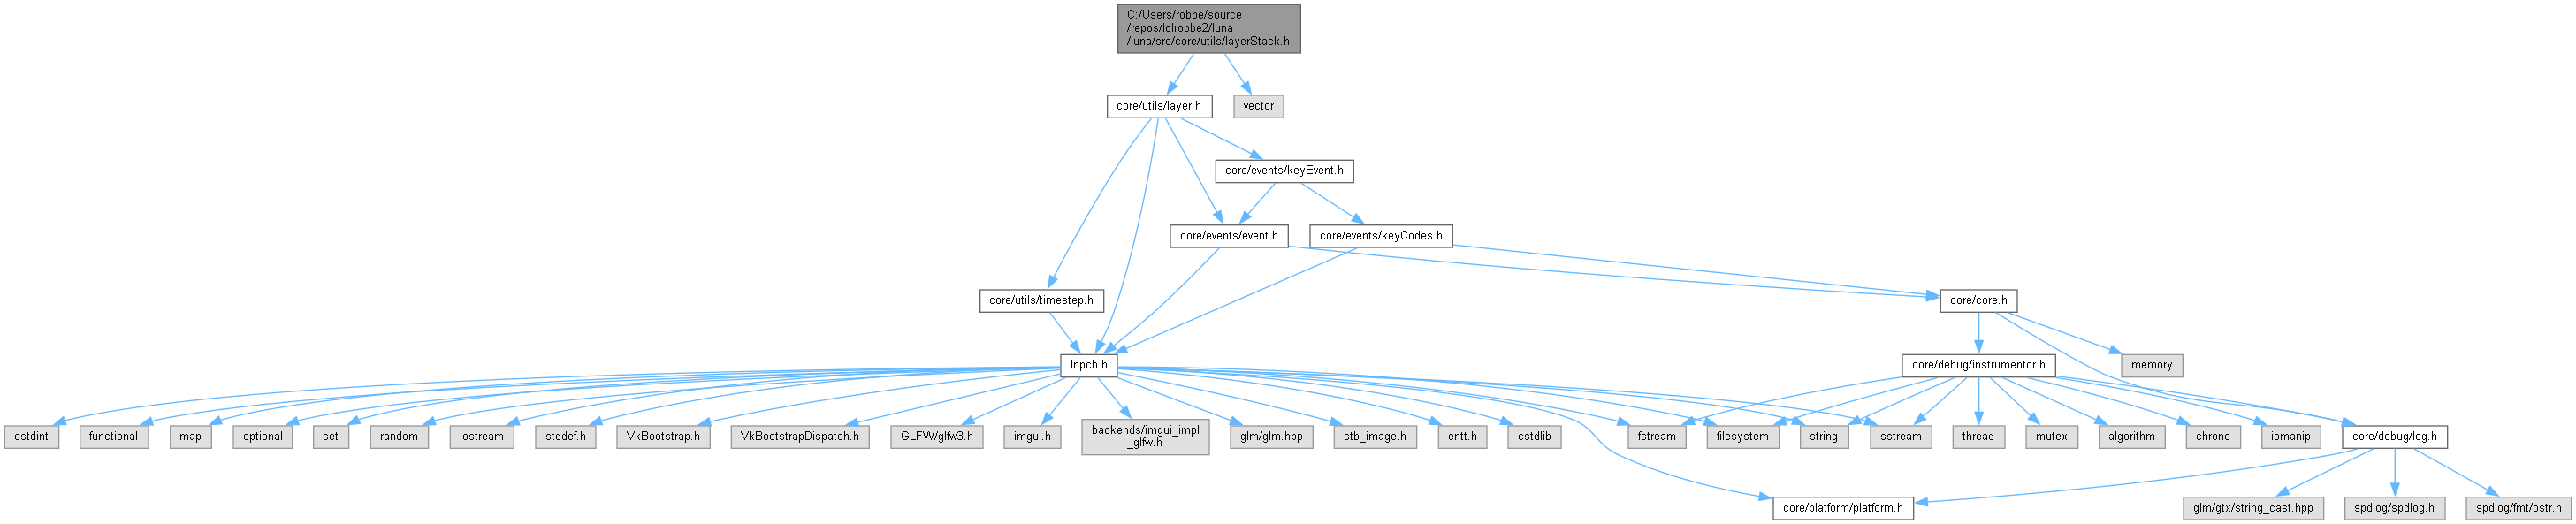 C:/Users/robbe/source
/repos/lolrobbe2/luna
/luna/src/core/utils/layerStack.h
core/utils/layer.h
vector
core/events/keyEvent.h
core/events/event.h
core/events/keyCodes.h
core/utils/timestep.h
core/core.h
lnpch.h
core/debug/instrumentor.h
memory
cstdint
functional
map
optional
set
random
iostream
stddef.h
VkBootstrap.h
VkBootstrapDispatch.h
GLFW/glfw3.h
imgui.h
backends/imgui_impl
_glfw.h
glm/glm.hpp
stb_image.h
entt.h
cstdlib
fstream
filesystem
string
sstream
thread
mutex
algorithm
chrono
iomanip
core/debug/log.h
core/platform/platform.h
glm/gtx/string_cast.hpp
spdlog/spdlog.h
spdlog/fmt/ostr.h